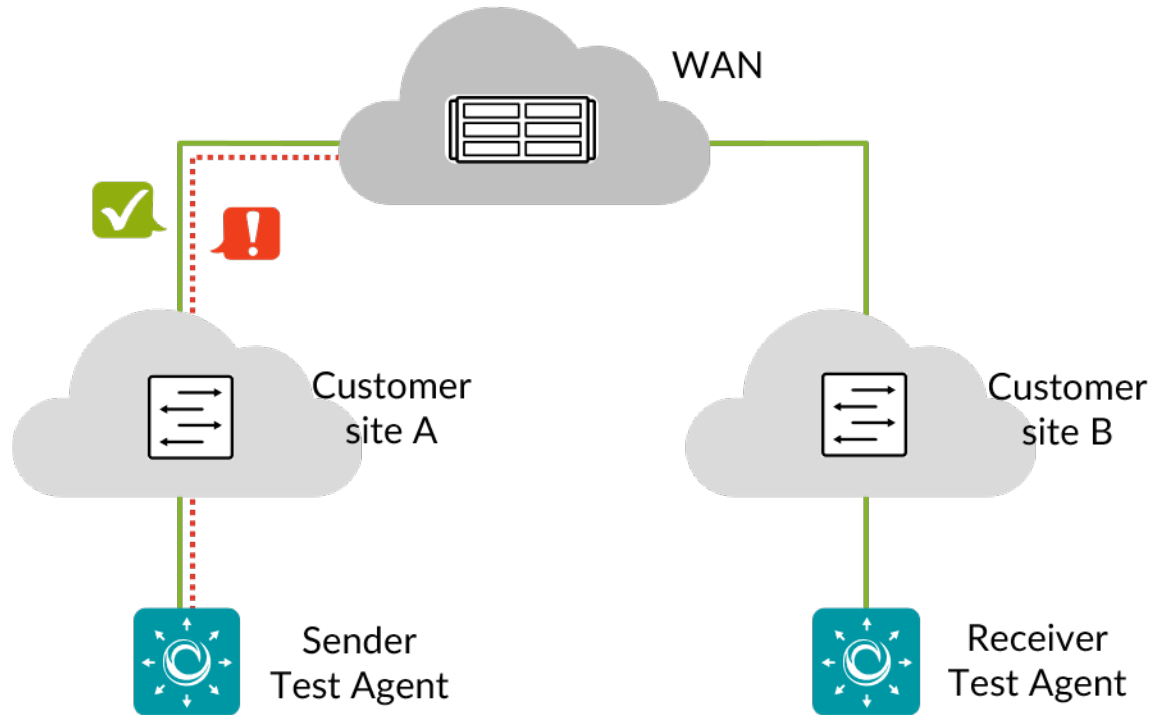 WAN
Customer
site A
Customer
site B
Sender
Test Agent
Receiver
Test Agent